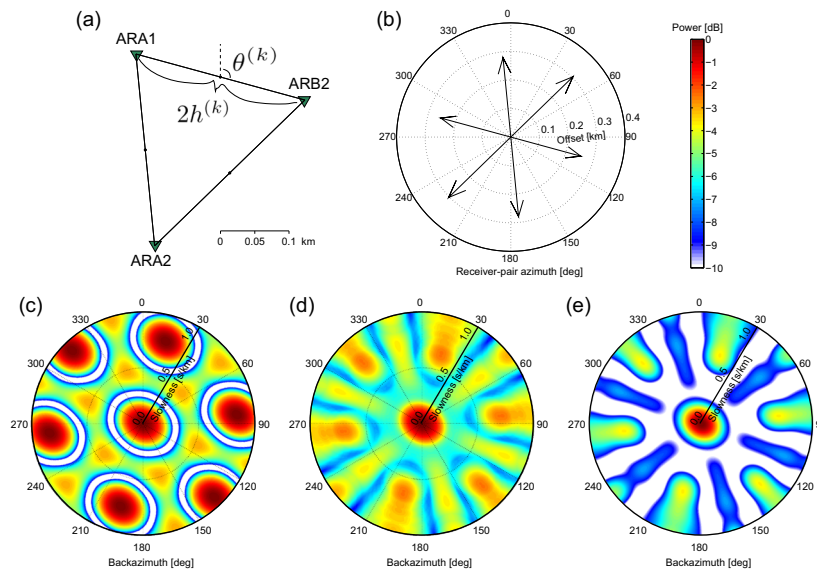 (a)
ARA1
θ(k)
ARB2
2h(k)
ARA2
0 0.05 0.1 km
(b)
0
60
90
120
150
180
210
240
270
300
0.1 0.2 0.3 0.4
Offset [km]
Receiver-pair azimuth [deg]
Power [dB]
0
−1
−2
−3
−4
−5
−6
−7
−8
−9
−10
(c)
0
30
60
90
120
150
180
210
240
270
300
330
0.0 0.5 1.0
Slowness [s/km]
Backazimuth [deg]
(d)
0
30
60
90
120
150
180
210
240
270
300
330
0.0 0.5 1.0
Slowness [s/km]
Backazimuth [deg]
(e)
0
30
60
120
150
180
210
240
270
300
330
0.0 0.5 1.0
Slowness [s/km]
Backazimuth [deg]